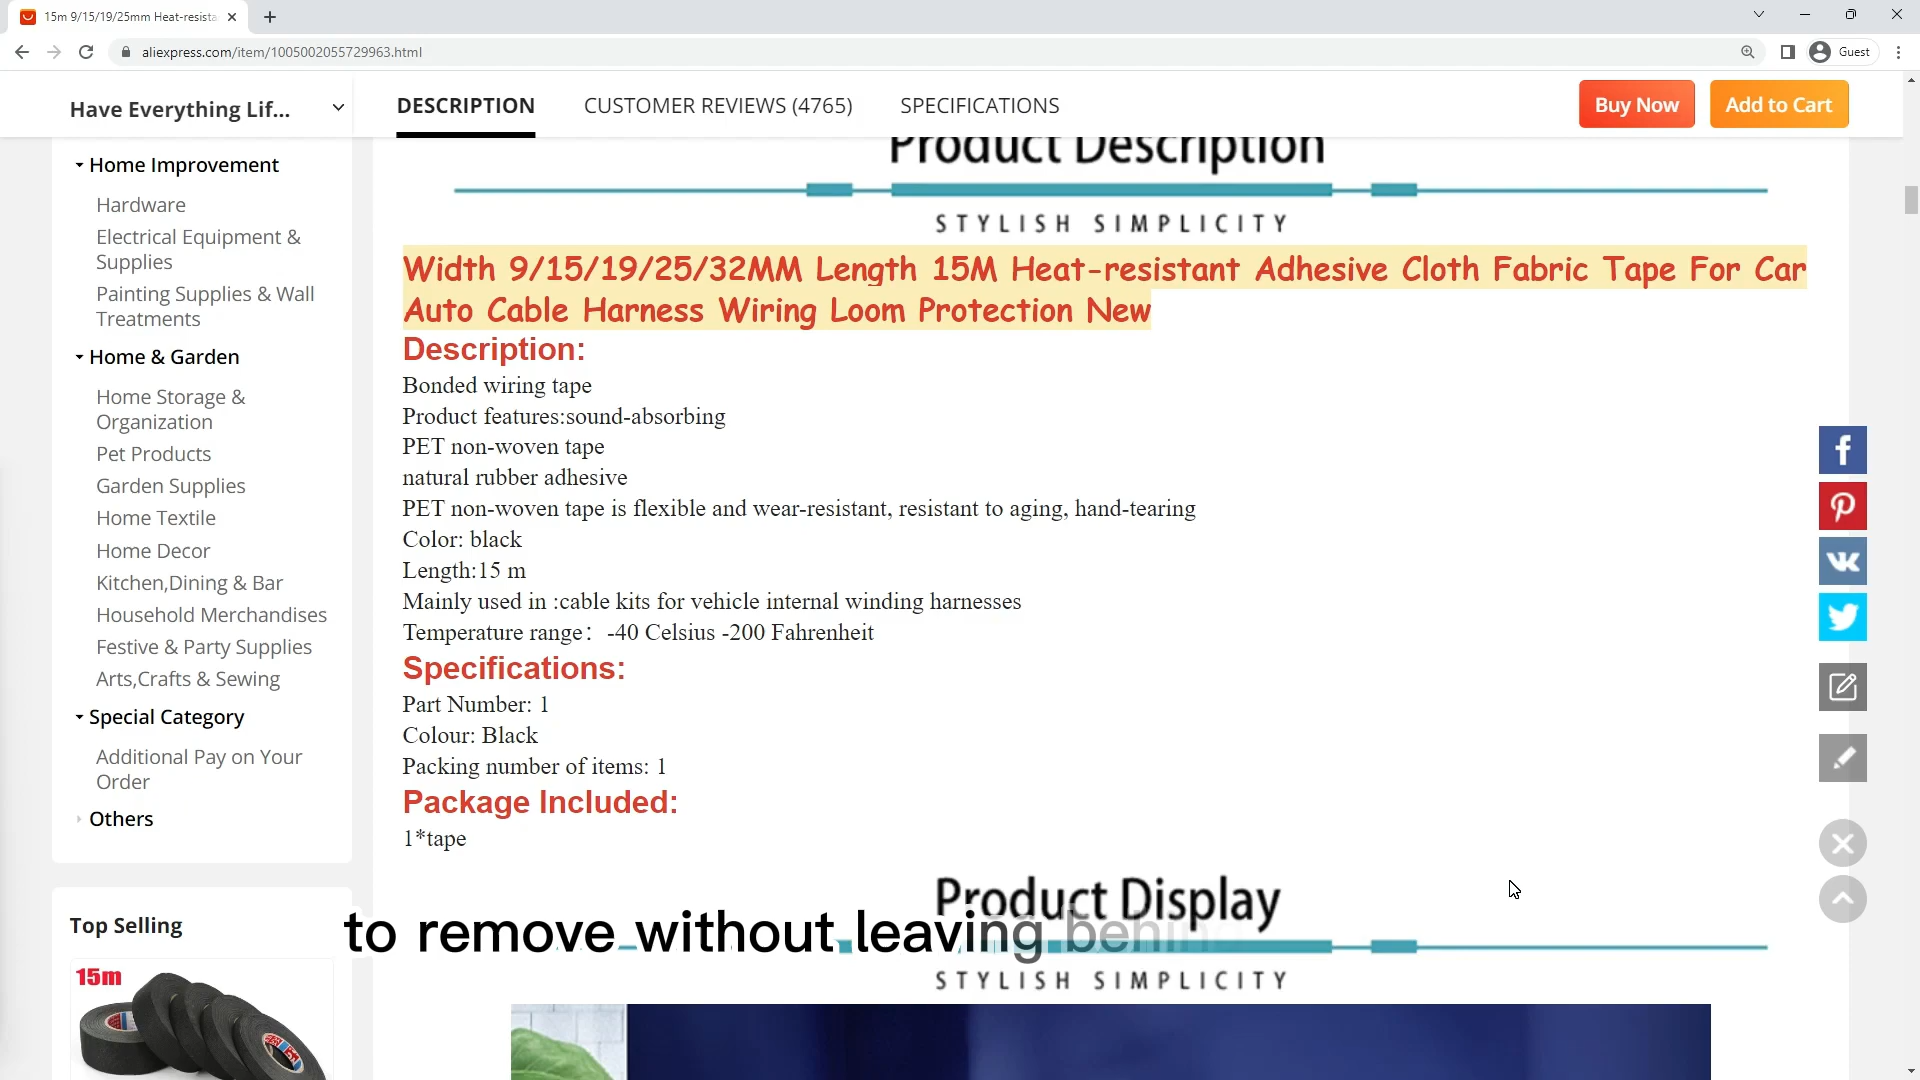 15m 9/15/19/25mm Heat-resista
aliexpress.com/item/1005002055729963.html
Guest
Have Everything Lif...
DESCRIPTION
CUSTOMER REVIEWS (4765)
SPECIFICATIONS
Buy Now
Add to Cart
Home Improvement
Hardware
Electrical Equipment &
Supplies
Painting Supplies & Wall
Treatments
Home & Garden
Home Storage &
Organization
Pet Products
Garden Supplies
Home Textile
Home Decor
Kitchen,Dining & Bar
Household Merchandises
Festive & Party Supplies
Arts,Crafts & Sewing
Special Category
Additional Pay on Your
Order
Others
Top Selling
15m
Product Description
STYLISH SIMPLICITY
Width 9/15/19/25/32MM Length 15M Heat-resistant Adhesive Cloth Fabric Tape For Car
Auto Cable Harness Wiring Loom Protection New
Description:
Bonded wiring tape
Product features:sound-absorbing
PET non-woven tape
natural rubber adhesive
PET non-woven tape is flexible and wear-resistant, resistant to aging, hand-tearing
Color: black
Length:15 m
Mainly used in :cable kits for vehicle internal winding harnesses
Temperature range： -40 Celsius -200 Fahrenheit
Specifications:
Part Number: 1
Colour: Black
Packing number of items: 1
Package Included:
1*tape
Product Display
to remove without leaving behind
STYLISH SIMPLICITY